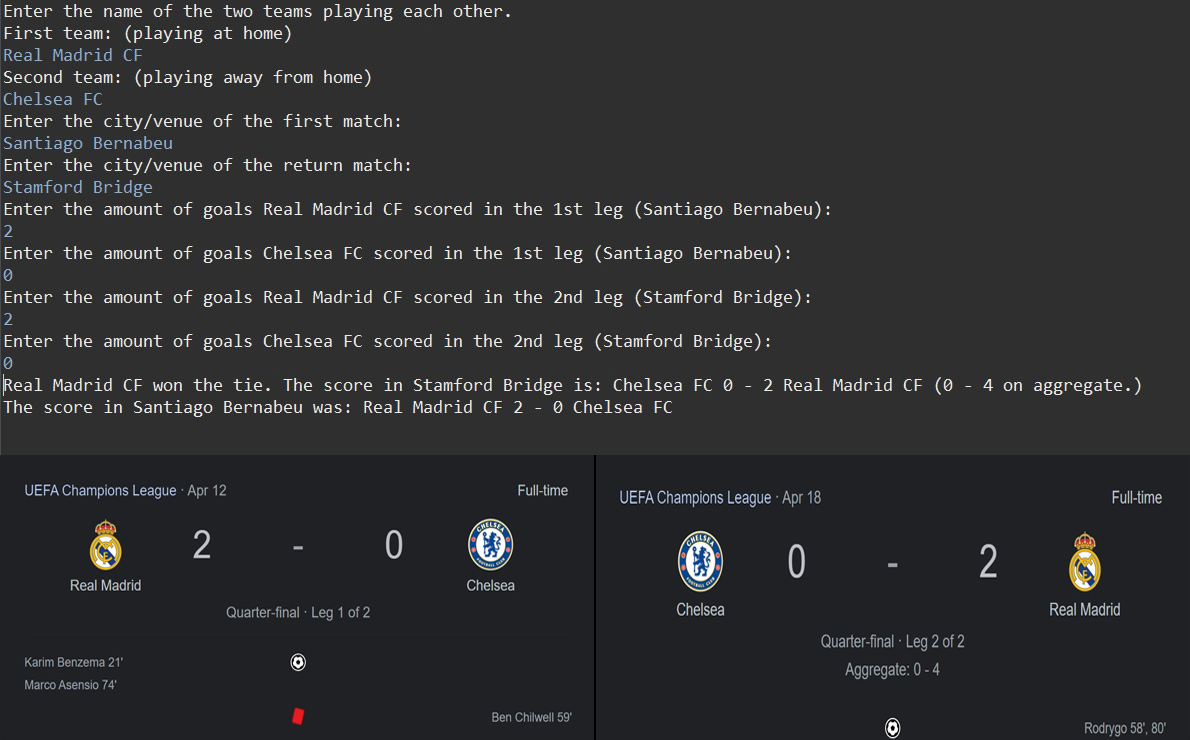 Enter the name of the two teams playing each other.
First team: (playing at home)
Real Madrid CF
Second team: (playing away from home)
Chelsea FC
Enter the city/venue of the first match:
Santiago Bernabeu
Enter the city/venue of the return match:
Stamford Bridge
Enter the amount of goals Real Madrid CF scored in the 1st leg (Santiago Bernabeu):
2
Enter the amount of goals Chelsea FC scored in the 1st leg (Santiago Bernabeu):
0
Enter the amount of goals Real Madrid CF scored in the 2nd leg (Stamford Bridge):
2
Enter the amount of goals Chelsea FC scored in the 2nd leg (Stamford Bridge):
0
Real Madrid CF won the tie. The score in Stamford Bridge is: Chelsea FC 0 - 2 Real Madrid CF (0 - 4 on aggregate.)
The score in Santiago Bernabeu was: Real Madrid CF 2 - 0 Chelsea FC
UEFA Champions League · Apr 12 Full-time
2 - 0
Real Madrid Chelsea
Quarter-final · Leg 1 of 2
Karim Benzema 21'
Marco Asensio 74'
Ben Chilwell 59'
UEFA Champions League · Apr 18 Full-time
0 - 2
Chelsea Real Madrid
Quarter-final · Leg 2 of 2
Aggregate: 0 - 4
Rodrygo 58', 80'